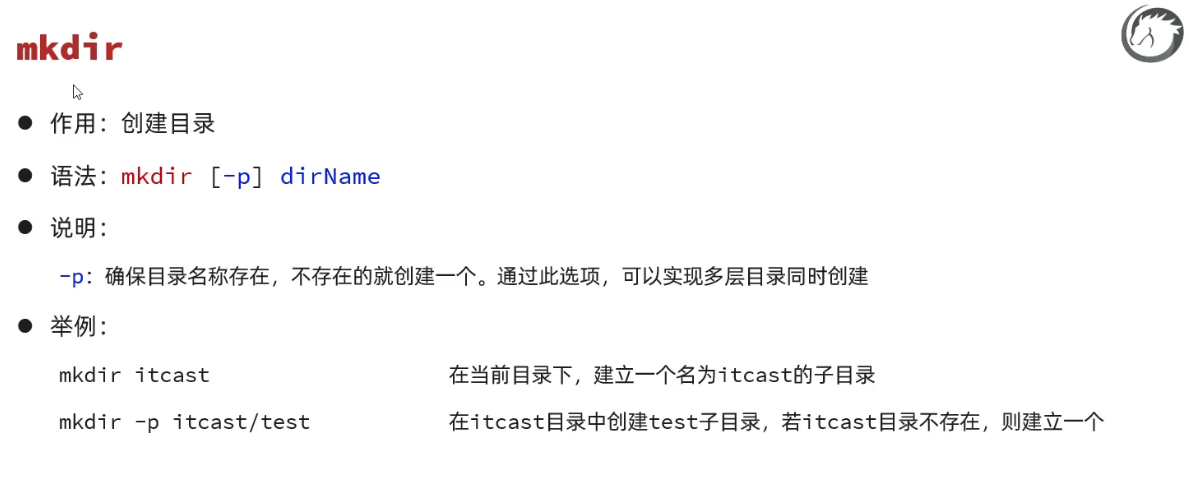 mkdir
● 作用：创建目录
● 语法：mkdir [-p] dirName
● 说明：
-p：确保目录名称存在，不存在的就创建一个。通过此选项，可以实现多层目录同时创建
● 举例：
mkdir itcast 在当前目录下，建立一个名为itcast的子目录
mkdir -p itcast/test 在itcast目录中创建test子目录，若itcast目录不存在，则建立一个